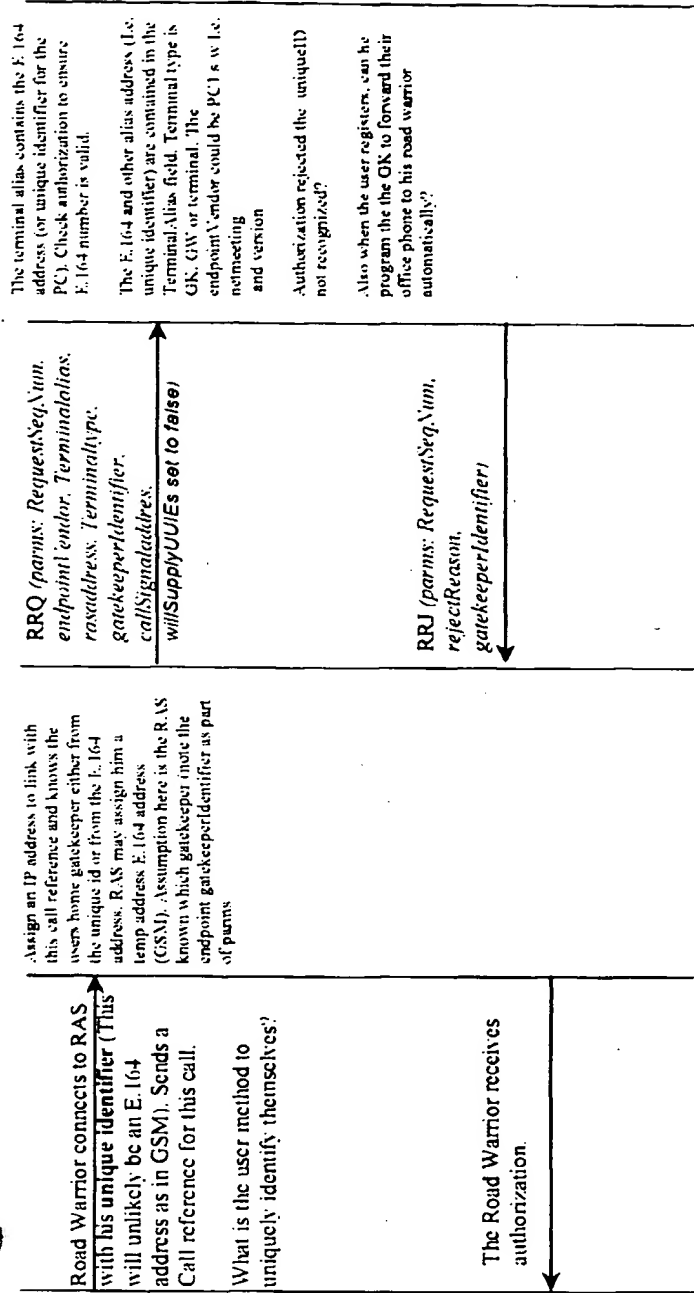 Road Warrior connects to RAS
with his unique identifier (This
will unlikely be an E.164
address as in GSM). Sends a
Call reference for this call.
What is the user method to
uniquely identify themselves?
The Road Warrior receives
authorization.
Assign an IP address to link with
this call reference and knows the
users home gatekeeper either from
the unique id or from the E.164
address. RAS may assign him a
temp address E.164 address
(GSM). Assumption here is the RAS
known which gatekeeper (note the
endpoint gatekeeperIdentifier as part
of parms
RRQ (parms: RequestSeqNum,
endpointVendor, Terminalalias,
rasaddress, Terminaltype,
gatekeeperIdentifier,
callSignaladdres,
willSupplyUUIEs set to false)
RRJ (parms: RequestSeqNum,
rejectReason,
gatekeeperIdentifier)
The terminal alias contains the E.164
address (or unique identifier for the
PC). Check authorization to ensure
E.164 number is valid.
The E.164 and other alias address (I.e.
unique identifier) are contained in the
TerminalAlias field. Terminal type is
GK, GW or terminal. The
endpointVendor could be PC1 s w I.e.
netmeeting
and version
Authorization rejected the uniqueID
not recognized?
Also when the user registers, can he
program the the GK to forward their
office phone to his road warrior
automatically?